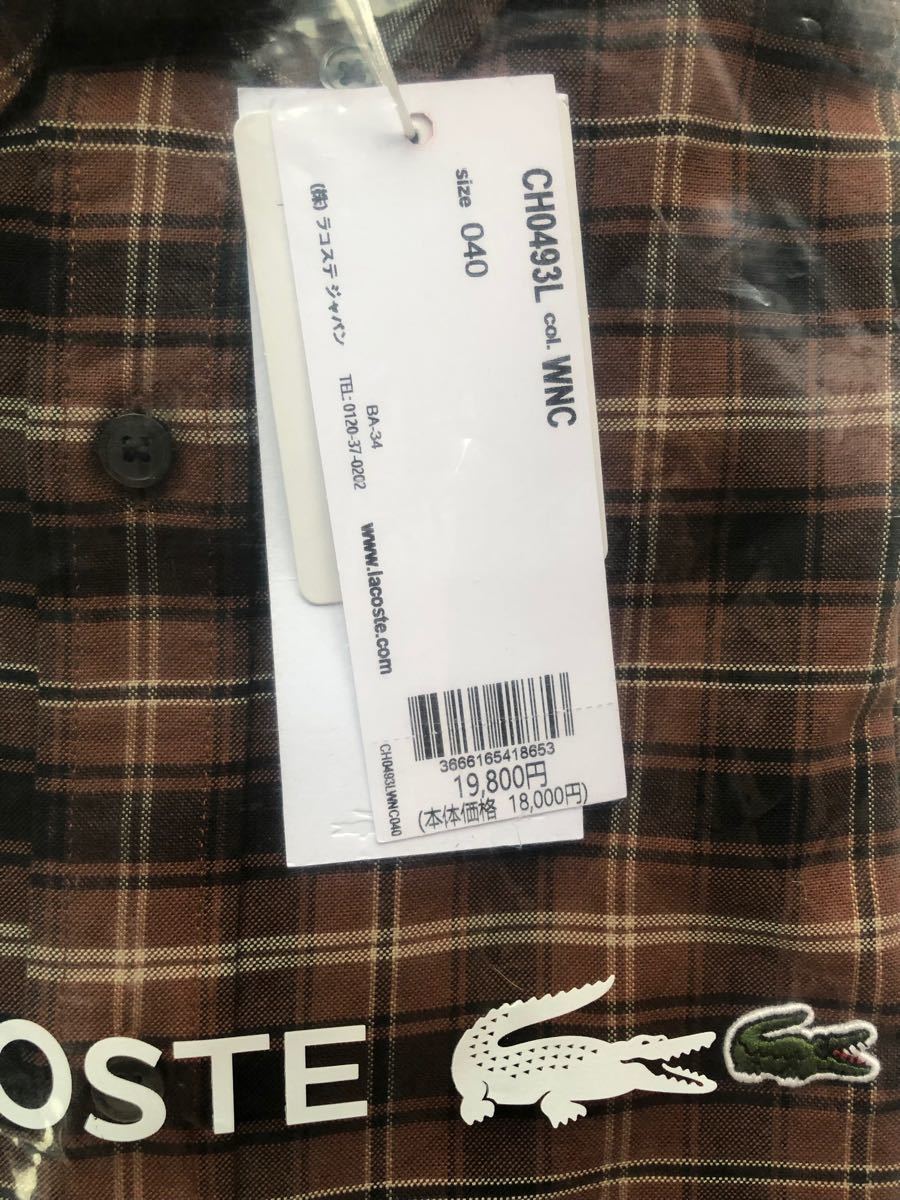 CH0493L col. WNC
size 040
BA-34
(株) ラコステ ジャパン TEL: 0120-37-0202
www.lacoste.com
CH0493LWNC040
3666165418653
19,800円
(本体価格 18,000円)
OSTE